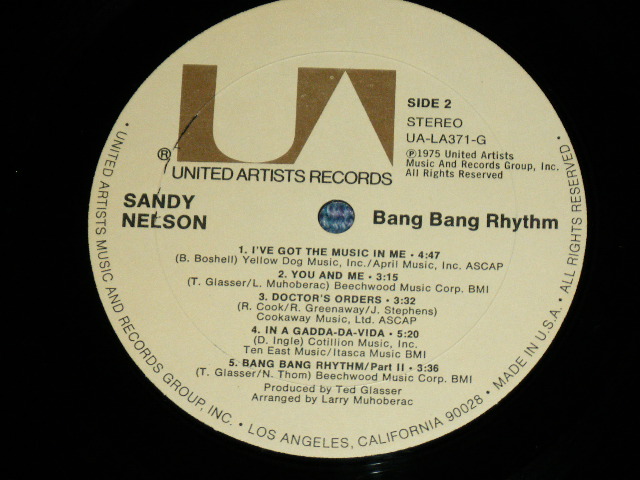 UA
®
UNITED ARTISTS RECORDS
SIDE 2
STEREO
UA-LA371-G
℗1975 United Artists
Music And Records Group, Inc.
All Rights Reserved
SANDY
NELSON
Bang Bang Rhythm
1. I'VE GOT THE MUSIC IN ME • 4:47
(B. Boshell) Yellow Dog Music, Inc./April Music, Inc. ASCAP
2. YOU AND ME • 3:15
(T. Glasser/L. Muhoberac) Beechwood Music Corp. BMI
3. DOCTOR'S ORDERS • 3:32
(R. Cook/R. Greenaway/J. Stephens)
Cookaway Music, Ltd. ASCAP
4. IN A GADDA-DA-VIDA • 5:20
(D. Ingle) Cotillion Music, Inc.
Ten East Music/Itasca Music BMI
5. BANG BANG RHYTHM/Part II • 3:36
(T. Glasser/N. Thom) Beechwood Music Corp. BMI
Produced by Ted Glasser
Arranged by Larry Muhoberac
• UNITED ARTISTS MUSIC AND RECORDS GROUP, INC. • LOS ANGELES, CALIFORNIA 90028 • MADE IN U.S.A. • ALL RIGHTS RESERVED •